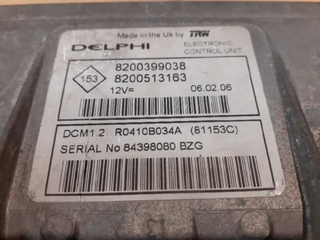 Made in the Uk by TRW
DELPHI
ELECTRONIC
CONTROL UNIT
153
8200399038
8200513163
12V= 06.02.06
DCM1.2 R0410B034A (81153C)
SERIAL No 84398080 BZG